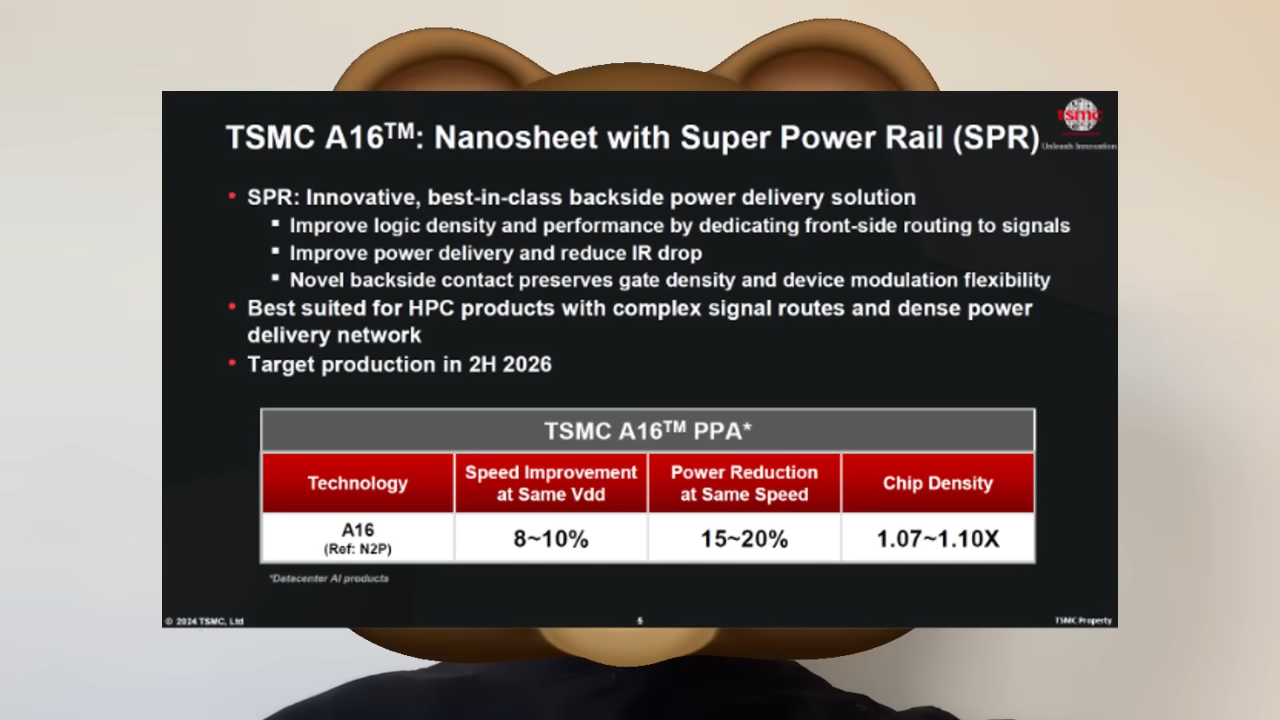 TSMC A16™: Nanosheet with Super Power Rail (SPR)
tsmc
Unleash Innovation
• SPR: Innovative, best-in-class backside power delivery solution
▪ Improve logic density and performance by dedicating front-side routing to signals
▪ Improve power delivery and reduce IR drop
▪ Novel backside contact preserves gate density and device modulation flexibility
• Best suited for HPC products with complex signal routes and dense power
delivery network
• Target production in 2H 2026
TSMC A16™ PPA*
Technology
Speed Improvement
at Same Vdd
Power Reduction
at Same Speed
Chip Density
A16
(Ref: N2P)
8~10%
15~20%
1.07~1.10X
*Datacenter AI products
© 2024 TSMC, Ltd
5
TSMC Property